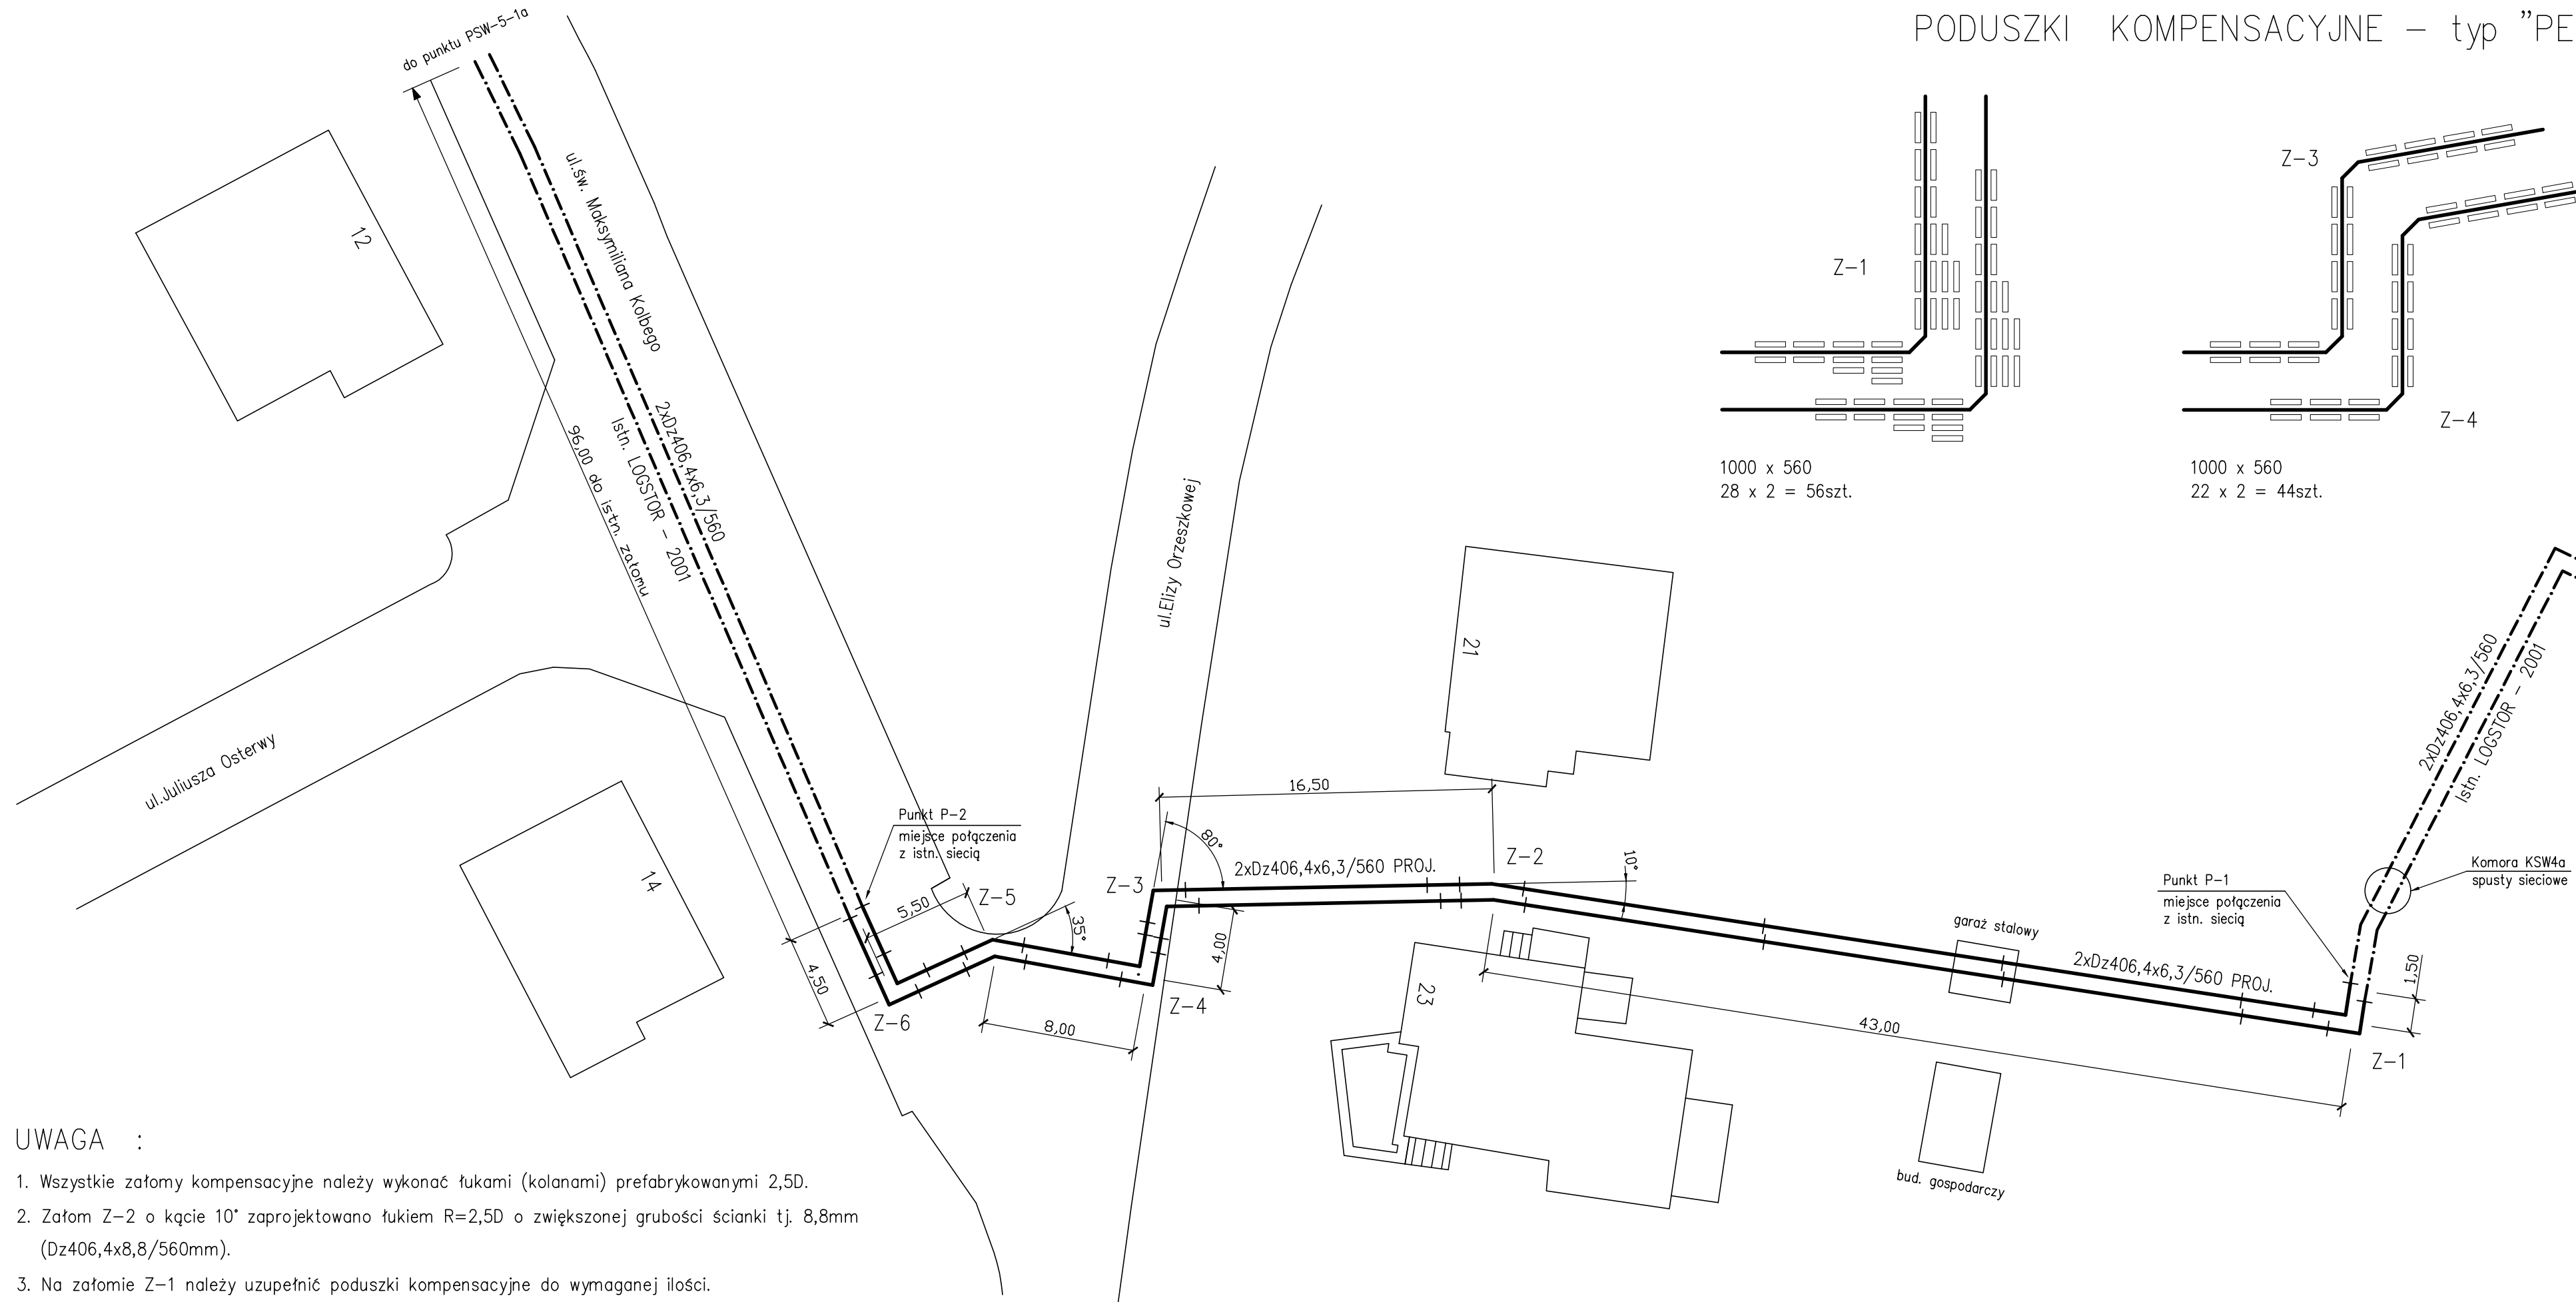 PODUSZKI KOMPENSACYJNE – typ "PE
do punktu PSW-5-1a
12
ul.św. Maksymiliana Kolbego
2xDz406,4x6,3/560
Istn. LOGSTOR - 2001
96,00 do istn. załomu
ul.Juliusza Osterwy
14
ul.Elizy Orzeszkowej
Z-1
1000 x 560
28 x 2 = 56szt.
Z-3
Z-4
1000 x 560
22 x 2 = 44szt.
21
16,50
Punkt P-2
miejsce połączenia
z istn. siecią
5,50
Z-5
35°
4,50
Z-6
8,00
Z-3
80°
2xDz406,4x6,3/560 PROJ.
4,00
Z-4
Z-2
10°
23
43,00
garaż stalowy
2xDz406,4x6,3/560 PROJ.
bud. gospodarczy
Punkt P-1
miejsce połączenia
z istn. siecią
1,50
Z-1
2xDz406,4x6,3/560
Istn. LOGSTOR - 2001
Komora KSW4a
spusty sieciowe
UWAGA :
1. Wszystkie załomy kompensacyjne należy wykonać łukami (kolanami) prefabrykowanymi 2,5D.
2. Załom Z-2 o kącie 10° zaprojektowano łukiem R=2,5D o zwiększonej grubości ścianki tj. 8,8mm
(Dz406,4x8,8/560mm).
3. Na załomie Z-1 należy uzupełnić poduszki kompensacyjne do wymaganej ilości.